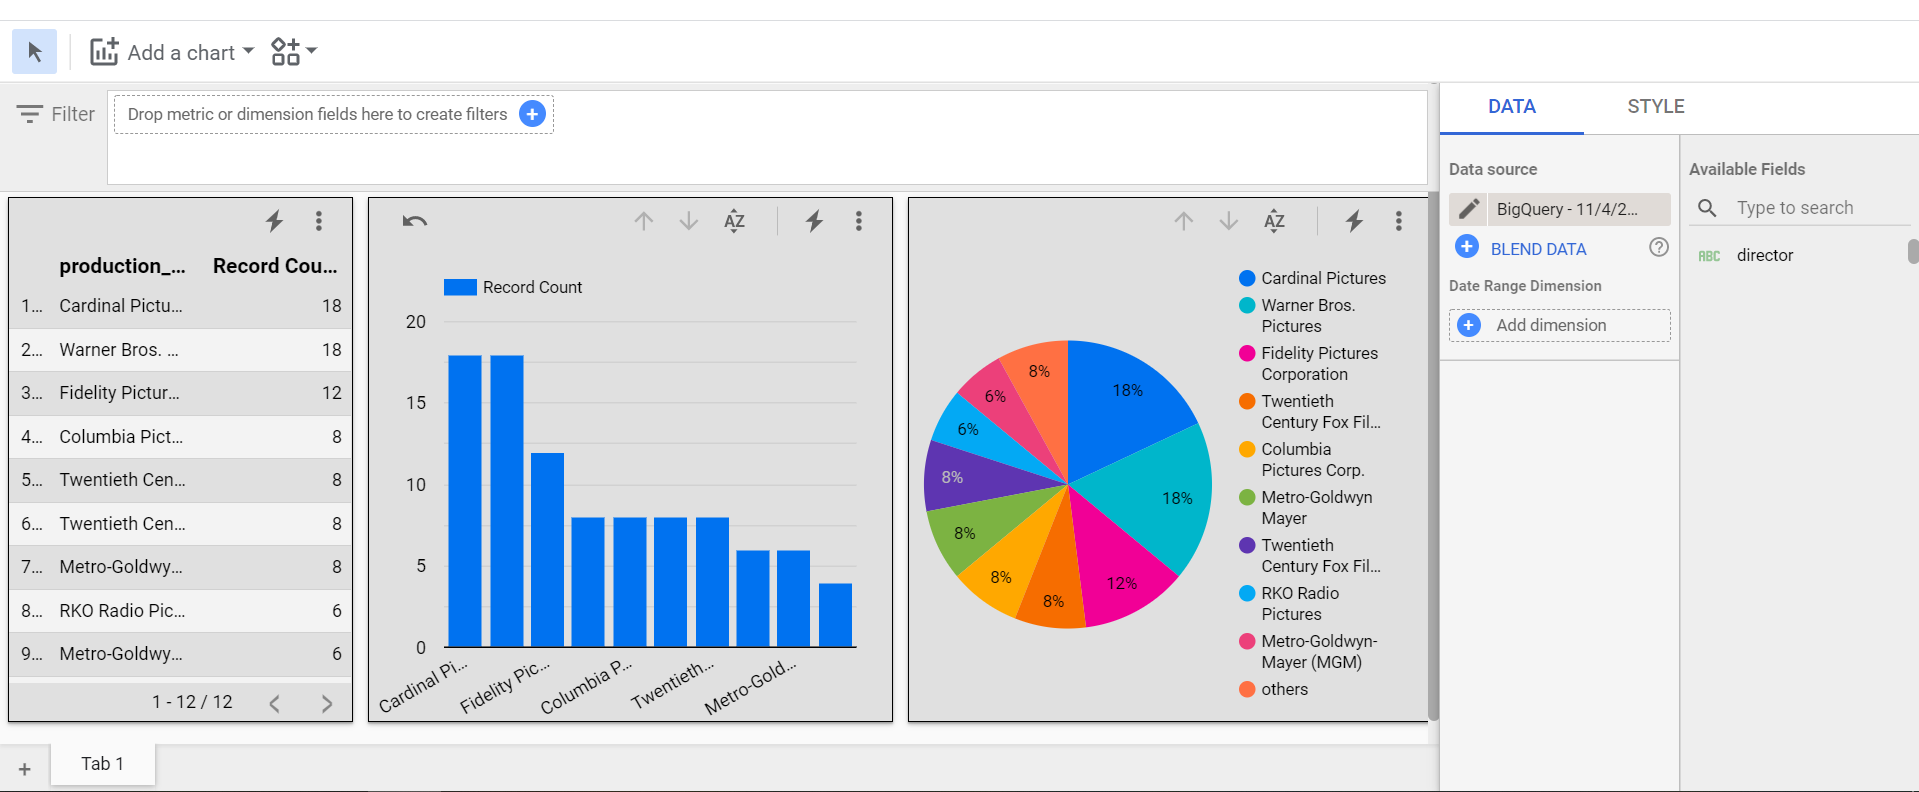 Add a chart
Filter
Drop metric or dimension fields here to create filters
production_... Record Cou...
1... Cardinal Pictu... 18
2... Warner Bros. ... 18
3... Fidelity Pictur... 12
4... Columbia Pict... 8
5... Twentieth Cen... 8
6... Twentieth Cen... 8
7... Metro-Goldwy... 8
8... RKO Radio Pic... 6
9... Metro-Goldwy... 6
1 - 12 / 12
AZ
Record Count
20
15
10
5
0
Cardinal Pi...
Fidelity Pic...
Columbia P...
Twentieth...
Metro-Gold...
AZ
18%
18%
12%
8%
8%
8%
8%
6%
6%
8%
Cardinal Pictures
Warner Bros.
Pictures
Fidelity Pictures
Corporation
Twentieth
Century Fox Fil...
Columbia
Pictures Corp.
Metro-Goldwyn
Mayer
Twentieth
Century Fox Fil...
RKO Radio
Pictures
Metro-Goldwyn-
Mayer (MGM)
others
Tab 1
DATA STYLE
Data source
BigQuery - 11/4/2...
BLEND DATA
Date Range Dimension
Add dimension
Available Fields
Type to search
ABC director